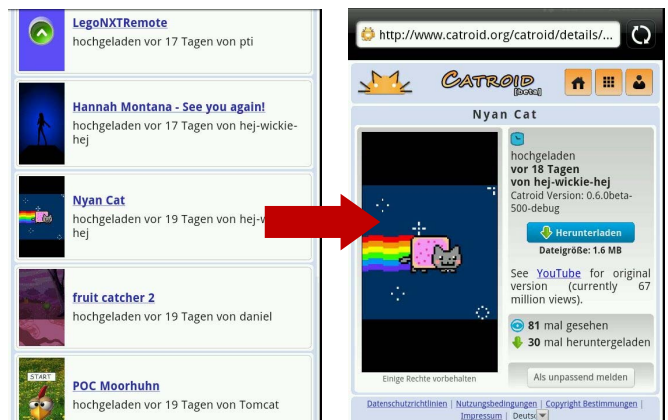 LegoNXTRemote
hochgeladen vor 17 Tagen von pti
Hannah Montana - See you again!
hochgeladen vor 17 Tagen von hej-wickie-
hej
Nyan Cat
hochgeladen vor 19 Tagen von
hej
fruit catcher 2
hochgeladen vor 19 Tagen von daniel
START
POC Moorhuhn
hochgeladen vor 19 Tagen von Tomcat
http://www.catroid.org/catroid/details/...
CATROID
[beta]
Nyan Cat
hochgeladen
vor 18 Tagen
von hej-wickie-hej
Catroid Version: 0.6.0beta-
500-debug
Herunterladen
Dateigröße: 1.6 MB
See YouTube for original
version (currently 67
million views).
81 mal gesehen
30 mal heruntergeladen
Einige Rechte vorbehalten
Als unpassend melden
Datenschutzrichtlinien | Nutzungsbedingungen | Copyright Bestimmungen |
Impressum | Deutsc